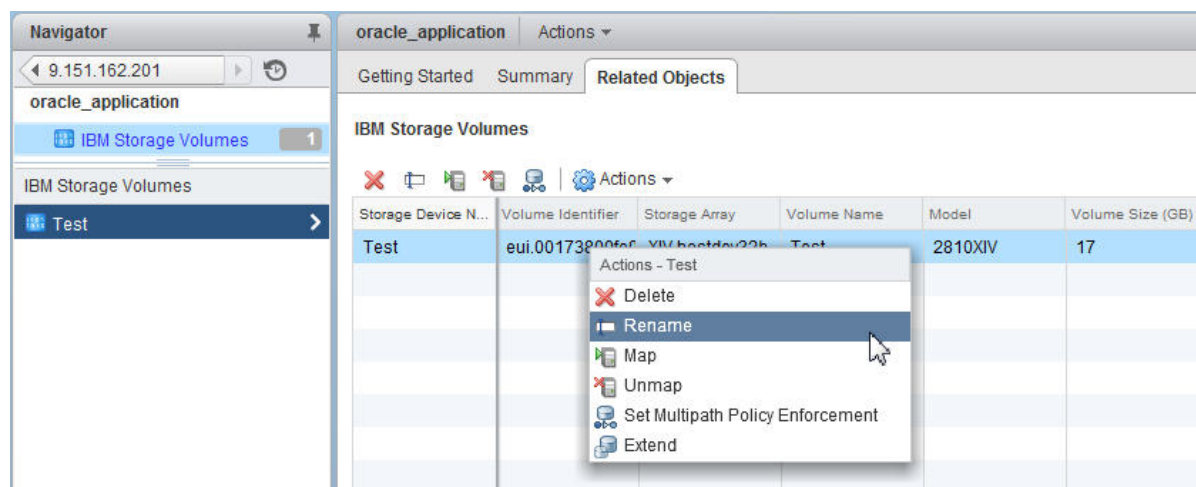 Navigator
9.151.162.201
oracle_application
IBM Storage Volumes 1
IBM Storage Volumes
Test
oracle_application Actions
Getting Started Summary Related Objects
IBM Storage Volumes
Actions
Storage Device N... Volume Identifier Storage Array Volume Name Model Volume Size (GB)
Test Test 2810XIV 17
Actions - Test
Delete
Rename
Map
Unmap
Set Multipath Policy Enforcement
Extend